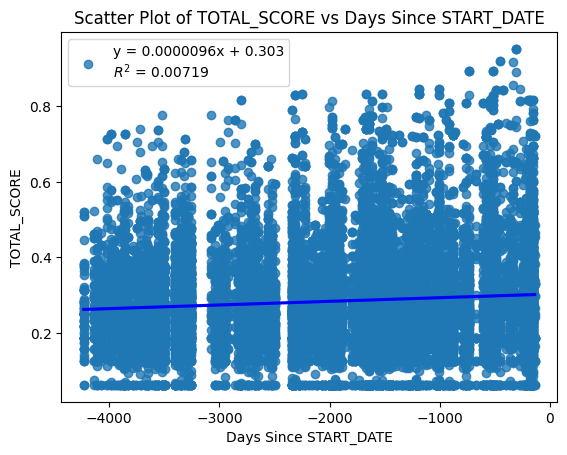 Scatter Plot of TOTAL_SCORE vs Days Since START_DATE
y = 0.0000096x + 0.303
R² = 0.00719
TOTAL_SCORE
0.8
0.6
0.4
0.2
−4000 −3000 −2000 −1000 0
Days Since START_DATE